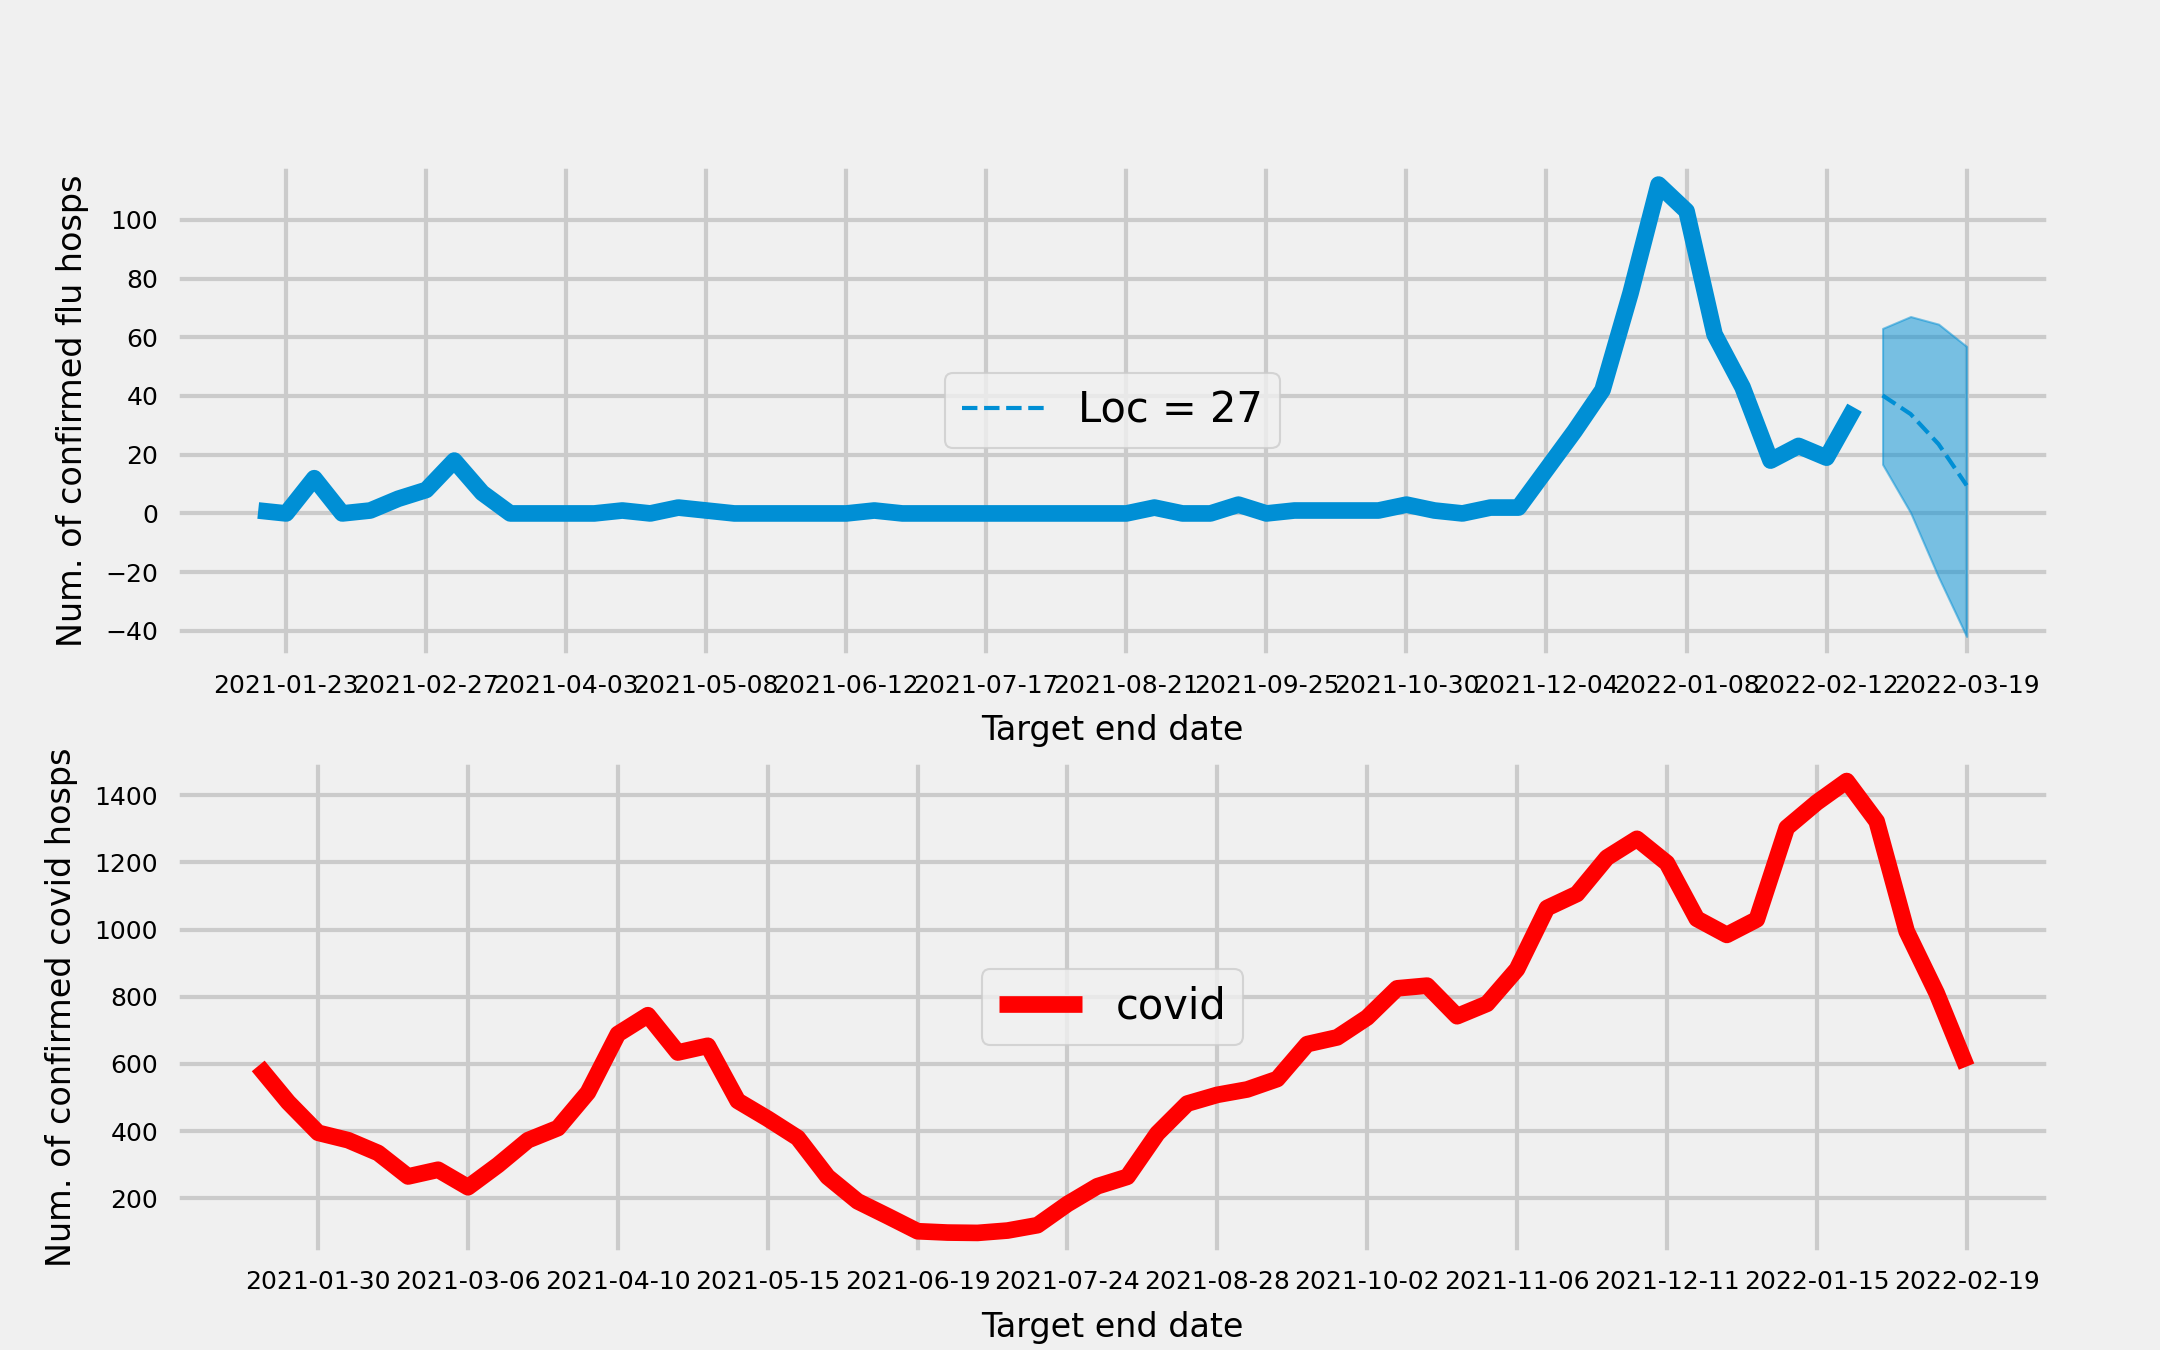 Num. of confirmed flu hosps
100
80
60
40
20
0
−20
−40
Loc = 27
2021-01-23 2021-02-27 2021-04-03 2021-05-08 2021-06-12 2021-07-17 2021-08-21 2021-09-25 2021-10-30 2021-12-04 2022-01-08 2022-02-12 2022-03-19
Target end date
Num. of confirmed covid hosps
1400
1200
1000
800
600
400
200
covid
2021-01-30 2021-03-06 2021-04-10 2021-05-15 2021-06-19 2021-07-24 2021-08-28 2021-10-02 2021-11-06 2021-12-11 2022-01-15 2022-02-19
Target end date